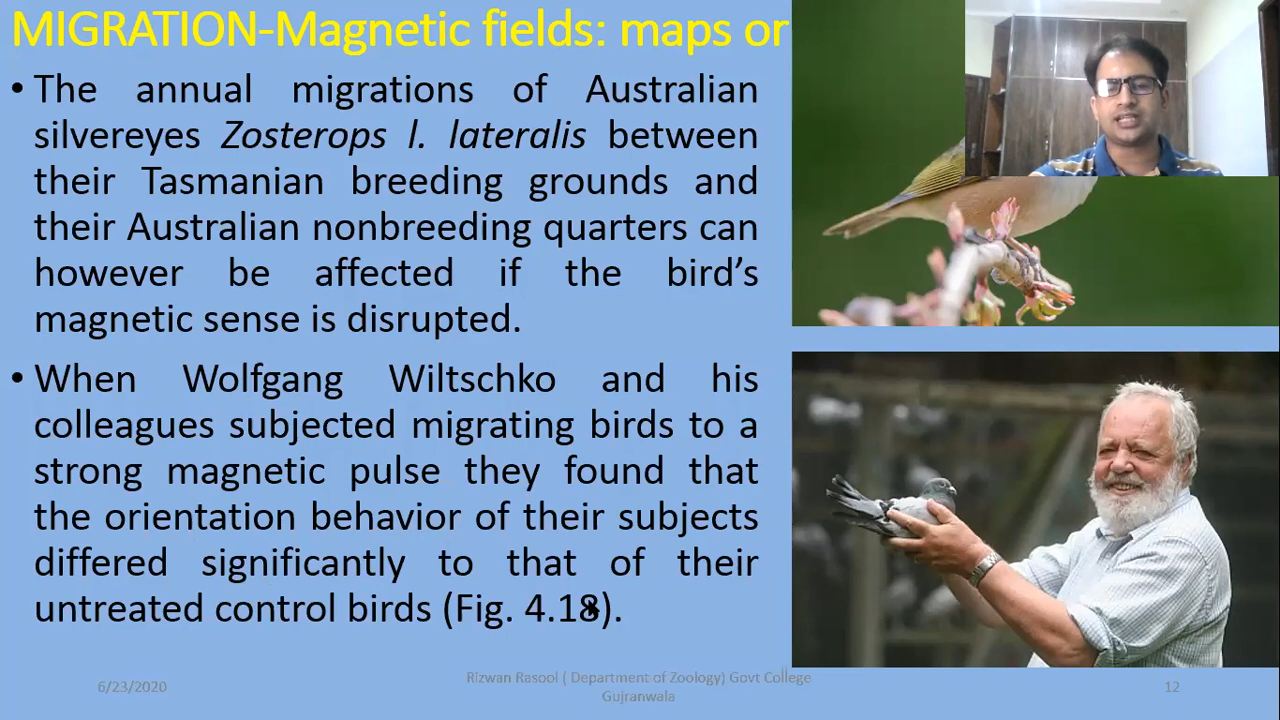 MIGRATION-Magnetic fields: maps or
• The annual migrations of Australian
silvereyes Zosterops l. lateralis between
their Tasmanian breeding grounds and
their Australian nonbreeding quarters can
however be affected if the bird’s
magnetic sense is disrupted.
• When Wolfgang Wiltschko and his
colleagues subjected migrating birds to a
strong magnetic pulse they found that
the orientation behavior of their subjects
differed significantly to that of their
untreated control birds (Fig. 4.18).
6/23/2020
Rizwan Rasool ( Department of Zoology) Govt College
Gujranwala
12